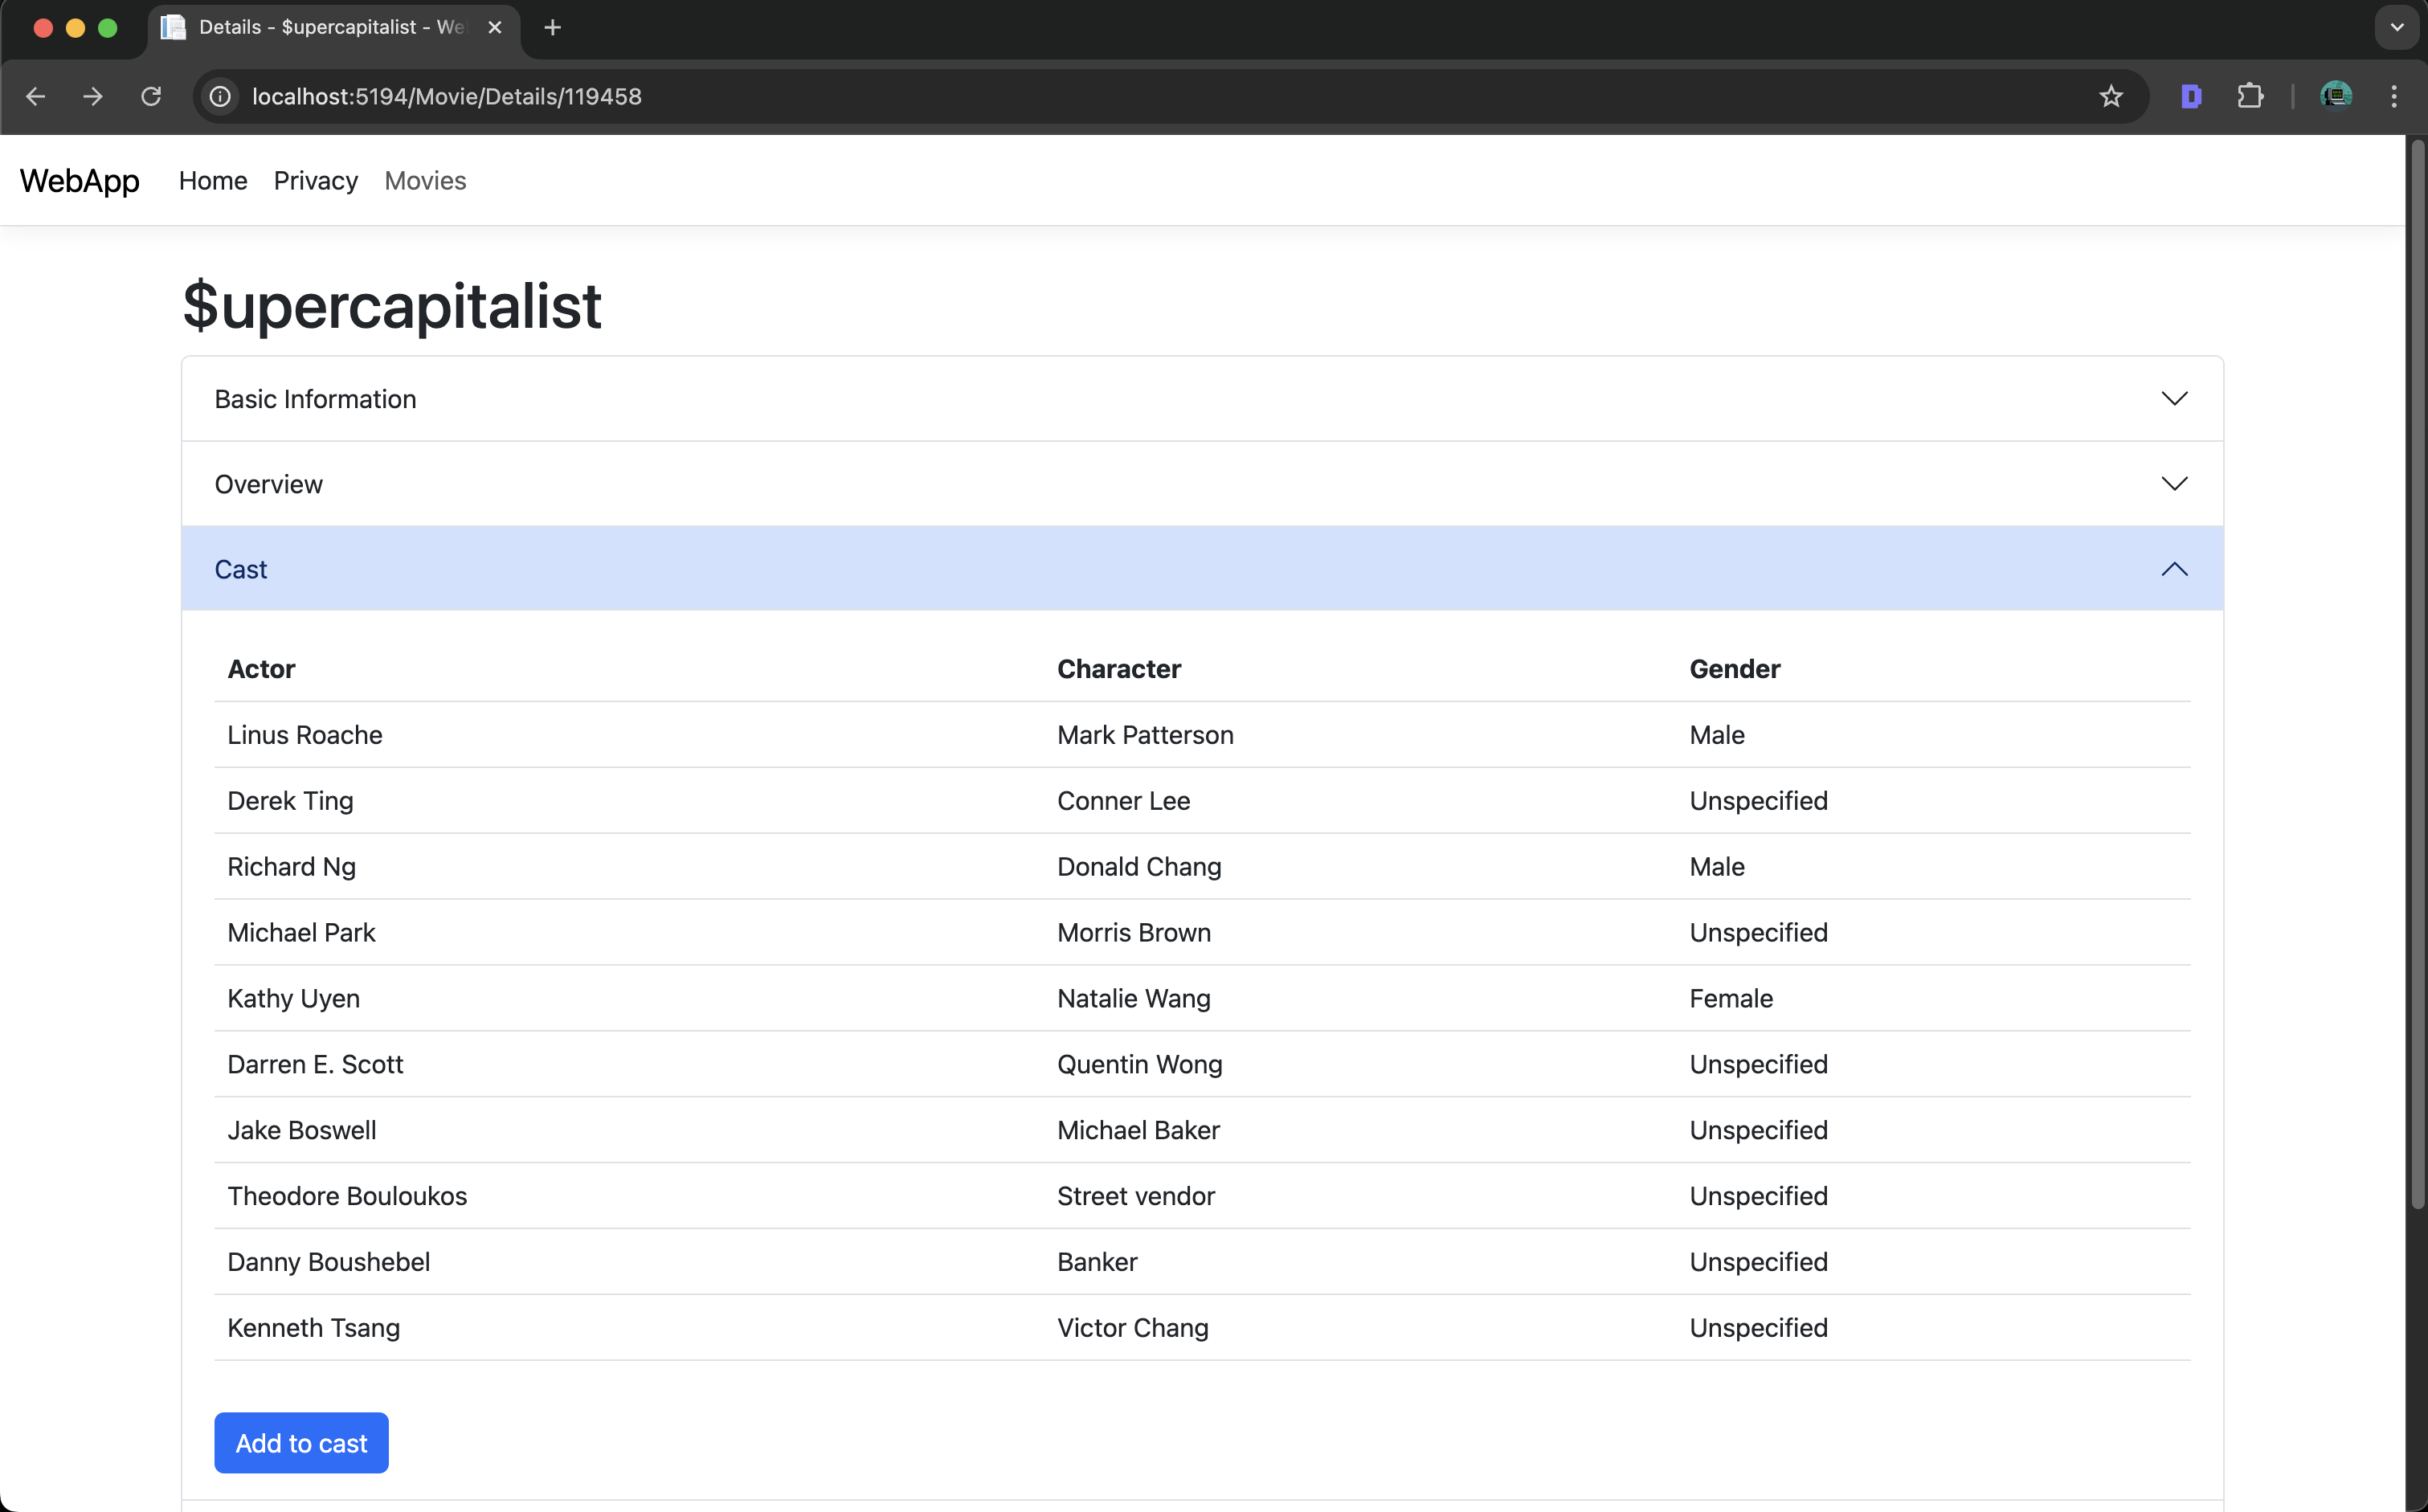 Details - $upercapitalist - We
localhost:5194/Movie/Details/119458
WebApp Home Privacy Movies
$upercapitalist
Basic Information
Overview
Cast
Actor Character Gender
Linus Roache Mark Patterson Male
Derek Ting Conner Lee Unspecified
Richard Ng Donald Chang Male
Michael Park Morris Brown Unspecified
Kathy Uyen Natalie Wang Female
Darren E. Scott Quentin Wong Unspecified
Jake Boswell Michael Baker Unspecified
Theodore Bouloukos Street vendor Unspecified
Danny Boushebel Banker Unspecified
Kenneth Tsang Victor Chang Unspecified
Add to cast